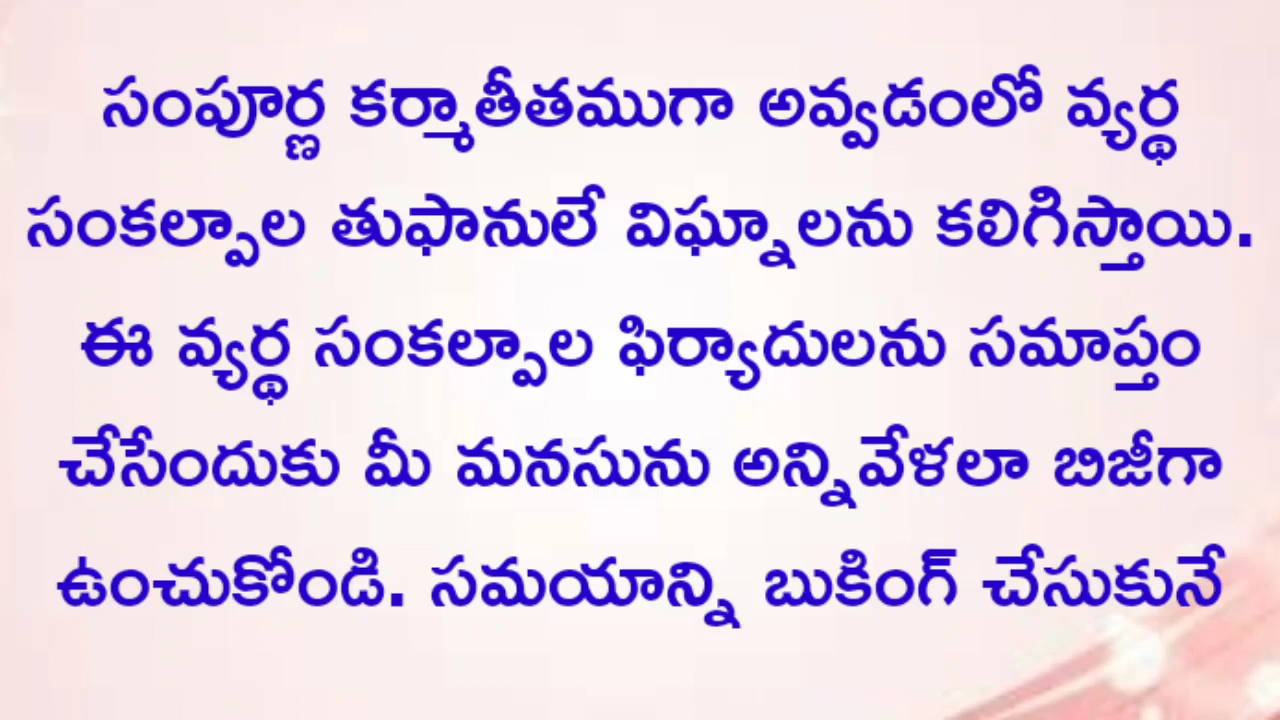 సంపూర్ణ కర్మాతీతముగా అవ్వడంలో వ్యర్థ
సంకల్పాల తుఫానులే విఘ్నాలను కలిగిస్తాయి.
ఈ వ్యర్థ సంకల్పాల ఫిర్యాదులను సమాప్తం
చేసేందుకు మీ మనసును అన్నివేళలా బిజీగా
ఉంచుకోండి. సమయాన్ని బుకింగ్ చేసుకునే